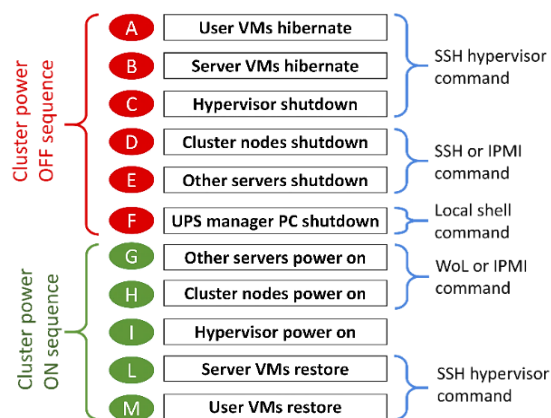 Cluster power
OFF sequence
A User VMs hibernate
B Server VMs hibernate
C Hypervisor shutdown
SSH hypervisor
command
D Cluster nodes shutdown
E Other servers shutdown
SSH or IPMI
command
F UPS manager PC shutdown
Local shell
command
Cluster power
ON sequence
G Other servers power on
H Cluster nodes power on
WoL or IPMI
command
I Hypervisor power on
L Server VMs restore
M User VMs restore
SSH hypervisor
command